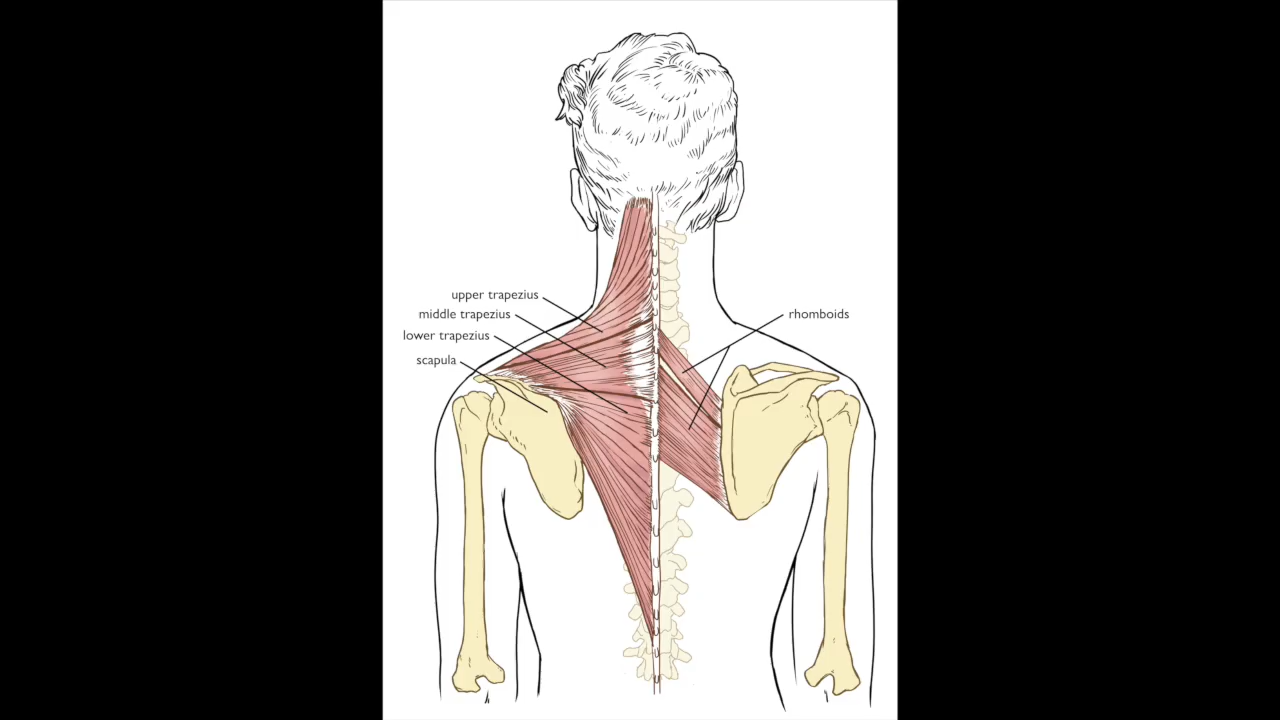 upper trapezius
middle trapezius
lower trapezius
scapula
rhomboids